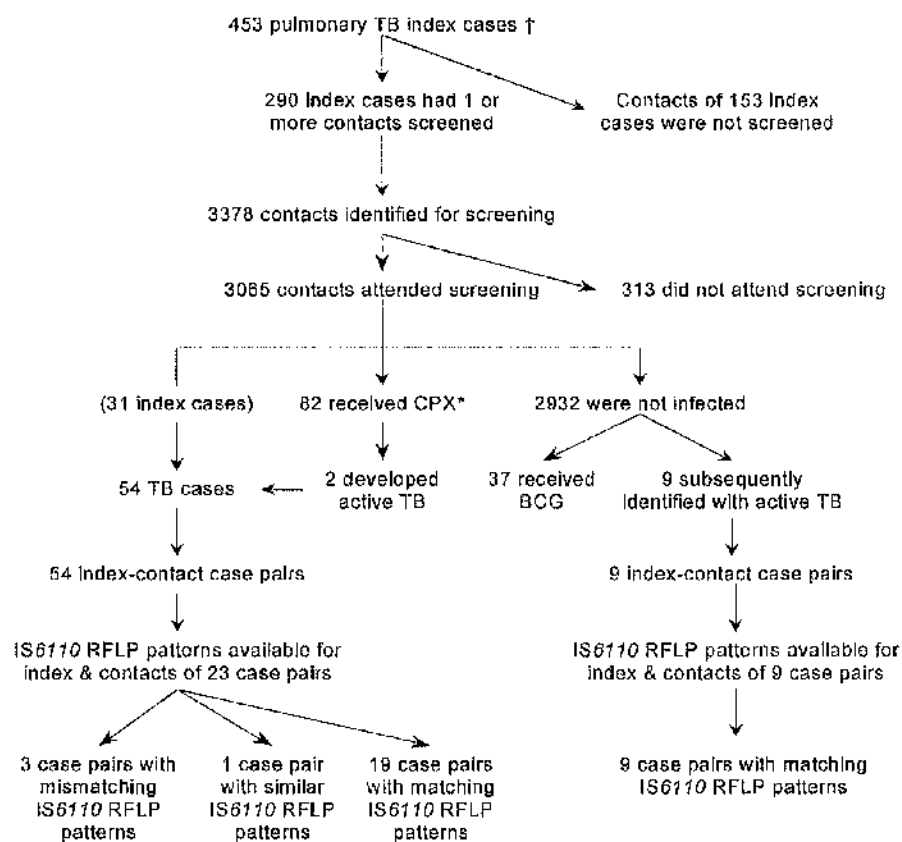 453 pulmonary TB index cases †
290 Index cases had 1 or
more contacts screened
Contacts of 153 Index
cases were not screened
3378 contacts identified for screening
3065 contacts attended screening
313 did not attend screening
(31 index cases)
82 received CPX*
2932 were not infected
54 TB cases
2 developed
active TB
37 received
BCG
9 subsequently
identified with active TB
54 index-contact case pairs
9 index-contact case pairs
IS6110 RFLP patterns available for
index & contacts of 23 case pairs
IS6110 RFLP patterns available for
index & contacts of 9 case pairs
3 case pairs with
mismatching
IS6110 RFLP
patterns
1 case pair
with similar
IS6110 RFLP
patterns
19 case pairs
with matching
IS6110 RFLP
patterns
9 case pairs with matching
IS6110 RFLP patterns